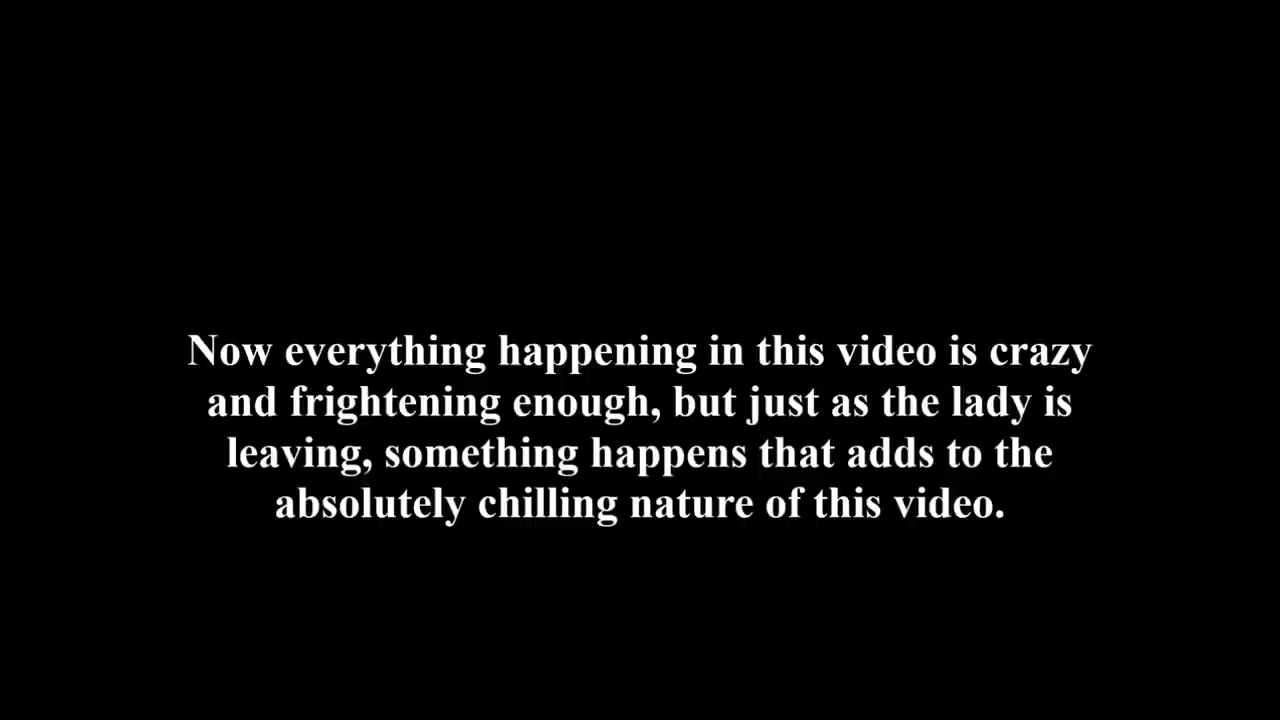 Now everything happening in this video is crazy
and frightening enough, but just as the lady is
leaving, something happens that adds to the
absolutely chilling nature of this video.